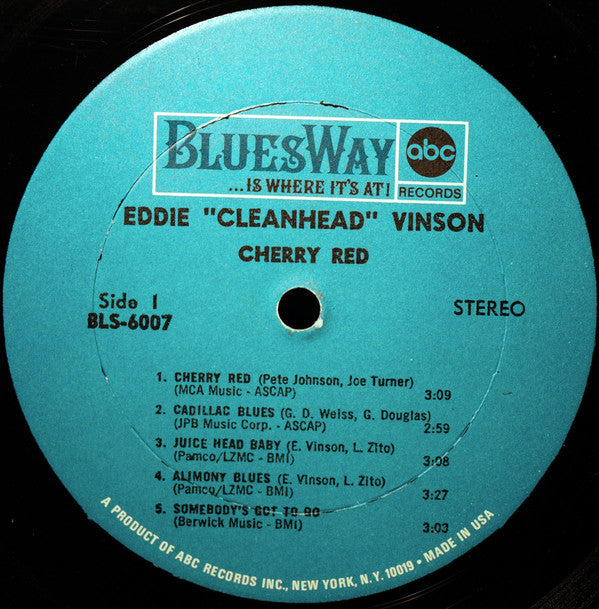 BLUESWAY
...IS WHERE IT'S AT!
abc
RECORDS
EDDIE "CLEANHEAD" VINSON
CHERRY RED
Side 1
BLS-6007
STEREO
1. CHERRY RED (Pete Johnson, Joe Turner)
(MCA Music - ASCAP) 3:09
2. CADILLAC BLUES (G. D. Weiss, G. Douglas)
(JPB Music Corp. - ASCAP) 2:59
3. JUICE HEAD BABY (E. Vinson, L. Zito)
(Pamco/LZMC - BMI) 3:08
4. ALIMONY BLUES (E. Vinson, L. Zito)
(Pamco/LZMC - BMI) 3:27
5. SOMEBODY'S GOT TO GO
(Berwick Music - BMI) 3:03
A PRODUCT OF ABC RECORDS INC., NEW YORK, N.Y. 10019 • MADE IN USA